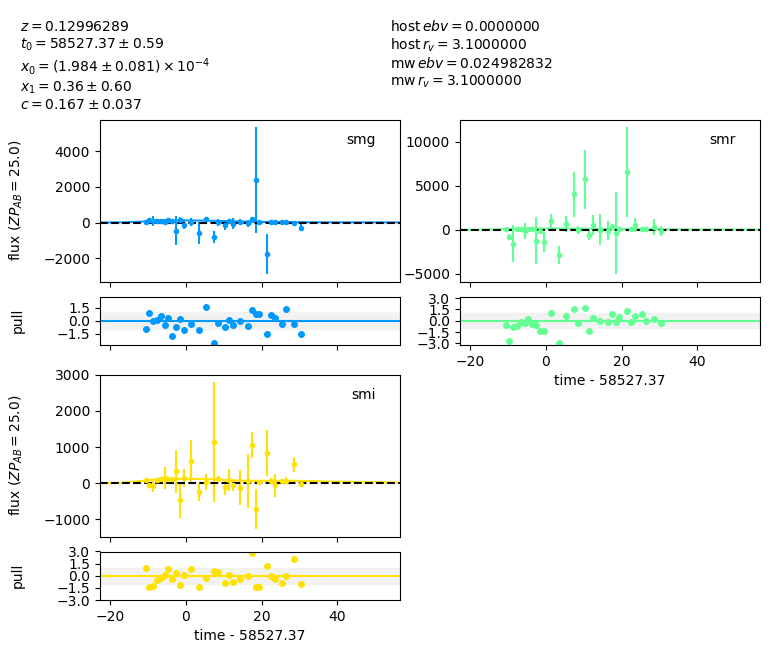 z = 0.12996289
t₀ = 58527.37 ± 0.59
x₀ = (1.984 ± 0.081) × 10⁻⁴
x₁ = 0.36 ± 0.60
c = 0.167 ± 0.037
host ebv = 0.0000000
host r_v = 3.1000000
mw ebv = 0.024982832
mw r_v = 3.1000000
smg
flux (ZP_AB = 25.0)
4000
2000
0
−2000
pull
1.5
0.0
−1.5
smr
10000
5000
0
−5000
3.0
1.5
0.0
−1.5
−3.0
−20 0 20 40
time - 58527.37
smi
flux (ZP_AB = 25.0)
3000
2000
1000
0
−1000
pull
3.0
1.5
0.0
−1.5
−3.0
−20 0 20 40
time - 58527.37